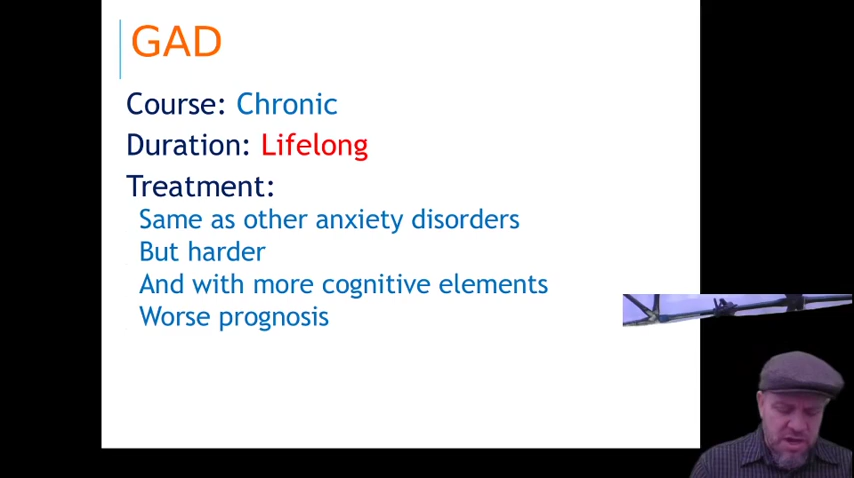 GAD
Course: Chronic
Duration: Lifelong
Treatment:
Same as other anxiety disorders
But harder
And with more cognitive elements
Worse prognosis